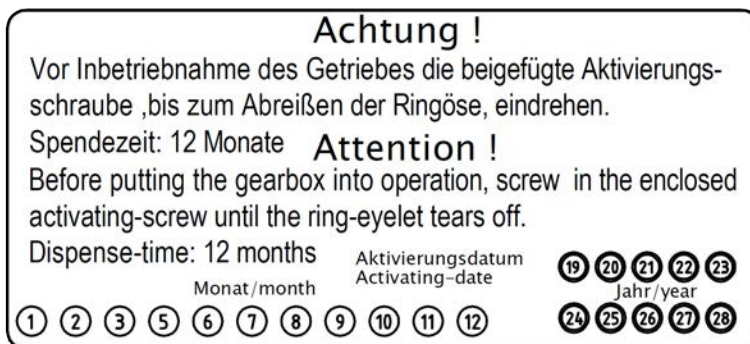 Achtung !
Vor Inbetriebnahme des Getriebes die beigefügte Aktivierungs-
schraube ,bis zum Abreißen der Ringöse, eindrehen.
Spendezeit: 12 Monate
Attention !
Before putting the gearbox into operation, screw in the enclosed
activating-screw until the ring-eyelet tears off.
Dispense-time: 12 months
Aktivierungsdatum
Activating-date
19 20 21 22 23
Monat/month
Jahr/year
1 2 3 5 6 7 8 9 10 11 12
24 25 26 27 28